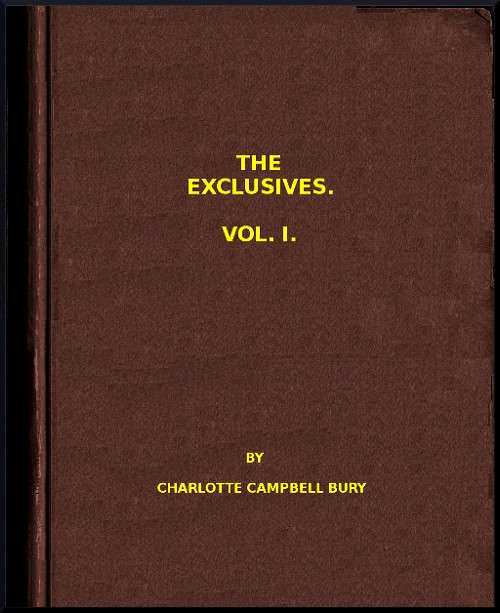 THE
EXCLUSIVES.
VOL. I.
BY
CHARLOTTE CAMPBELL BURY